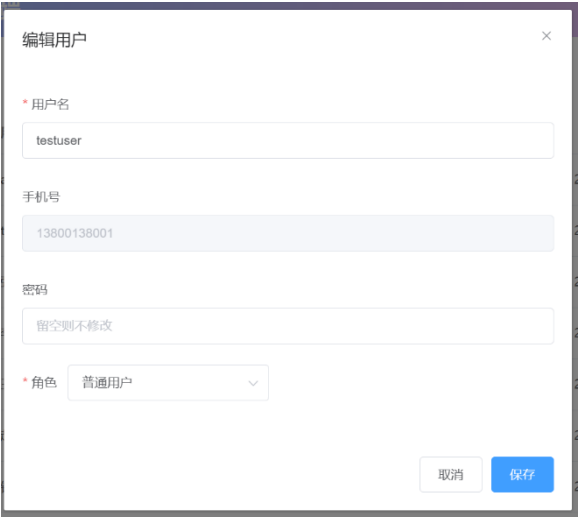 编辑用户
* 用户名
testuser
手机号
13800138001
密码
留空则不修改
* 角色 普通用户
取消 保存